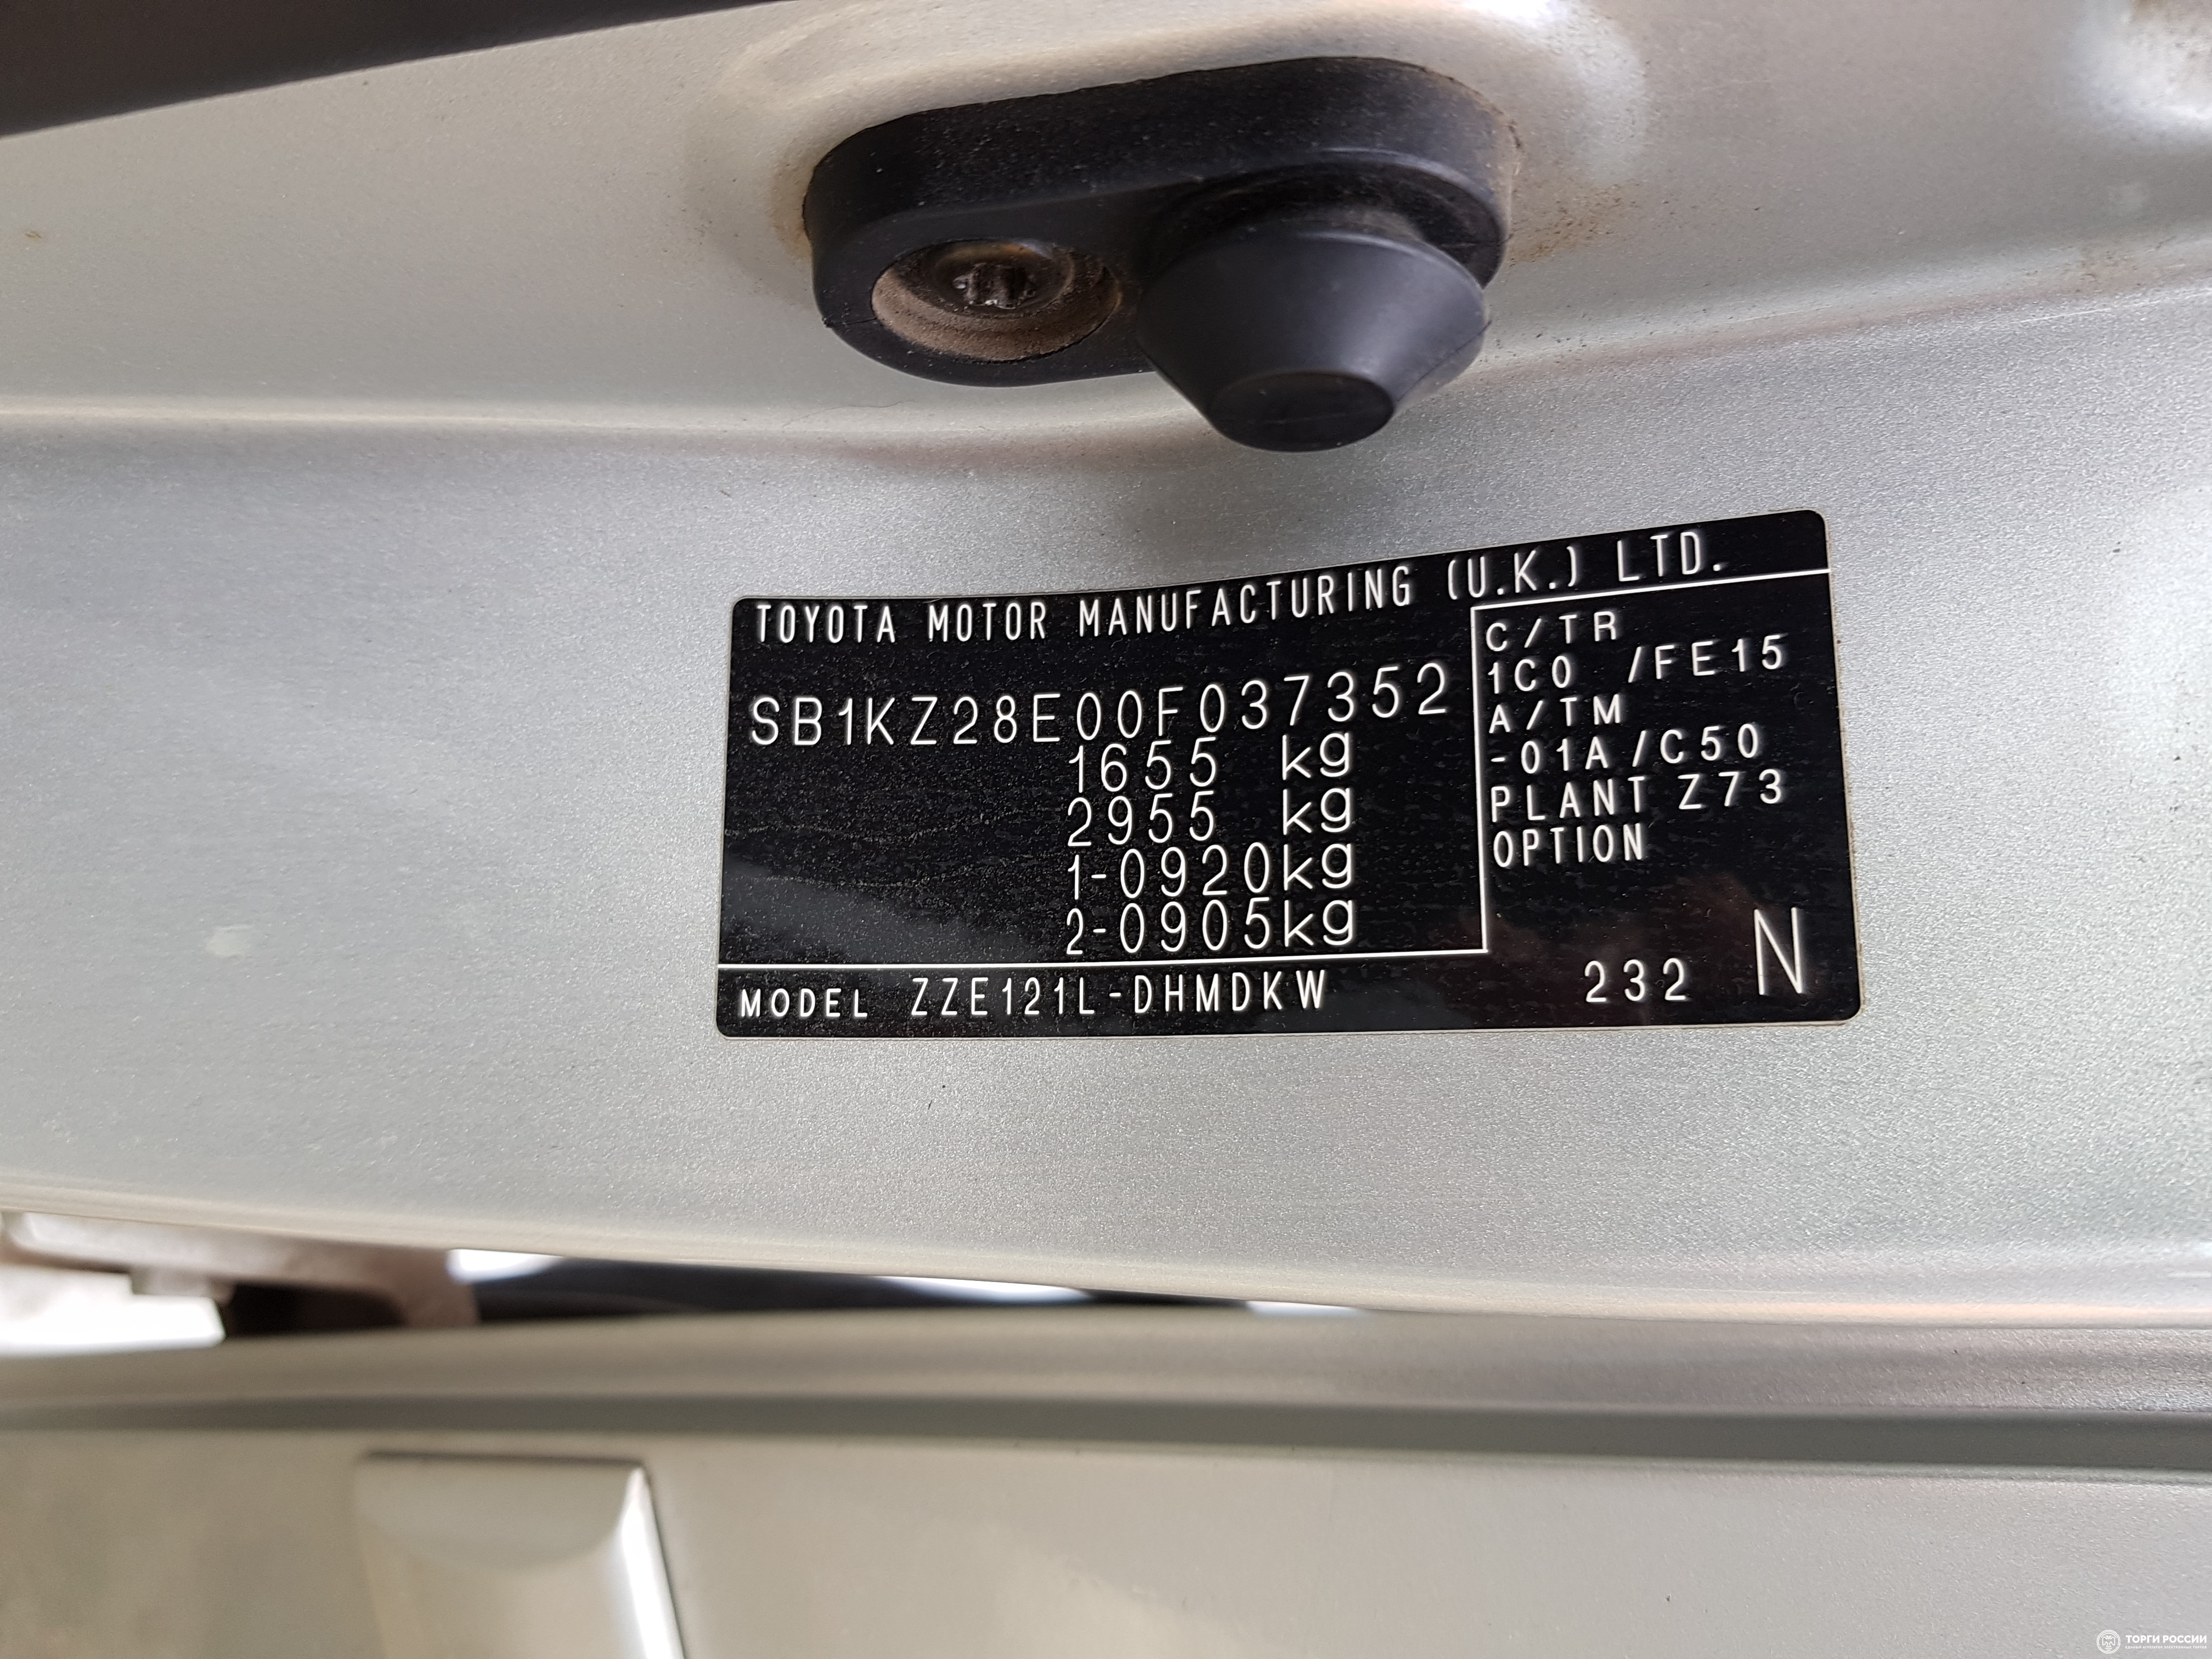 TOYOTA MOTOR MANUFACTURING (U.K.) LTD.
SB1KZ28E00F037352
1655 kg
2955 kg
1-0920kg
2-0905kg
C/TR
1C0 /FE15
A/TM
-01A/C50
PLANT Z73
OPTION
MODEL ZZE121L-DHMDKW
232 N
ТОРГИ РОССИИ